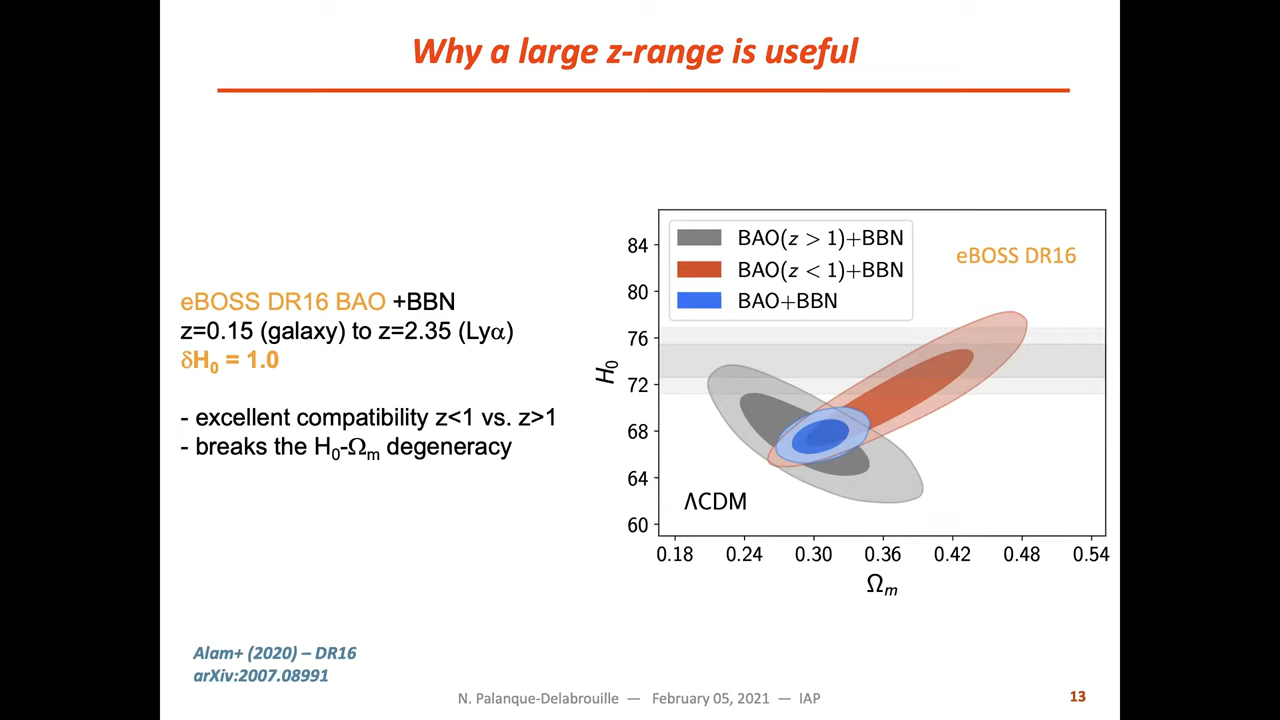 Why a large z-range is useful
eBOSS DR16 BAO +BBN
z=0.15 (galaxy) to z=2.35 (Lyα)
δH₀ = 1.0
- excellent compatibility z<1 vs. z>1
- breaks the H₀-Ωₘ degeneracy
BAO(z > 1)+BBN
BAO(z < 1)+BBN
BAO+BBN
eBOSS DR16
ΛCDM
H₀
84
80
76
72
68
64
60
0.18 0.24 0.30 0.36 0.42 0.48 0.54
Ωₘ
Alam+ (2020) – DR16
arXiv:2007.08991
N. Palanque-Delabrouille — February 05, 2021 — IAP
13